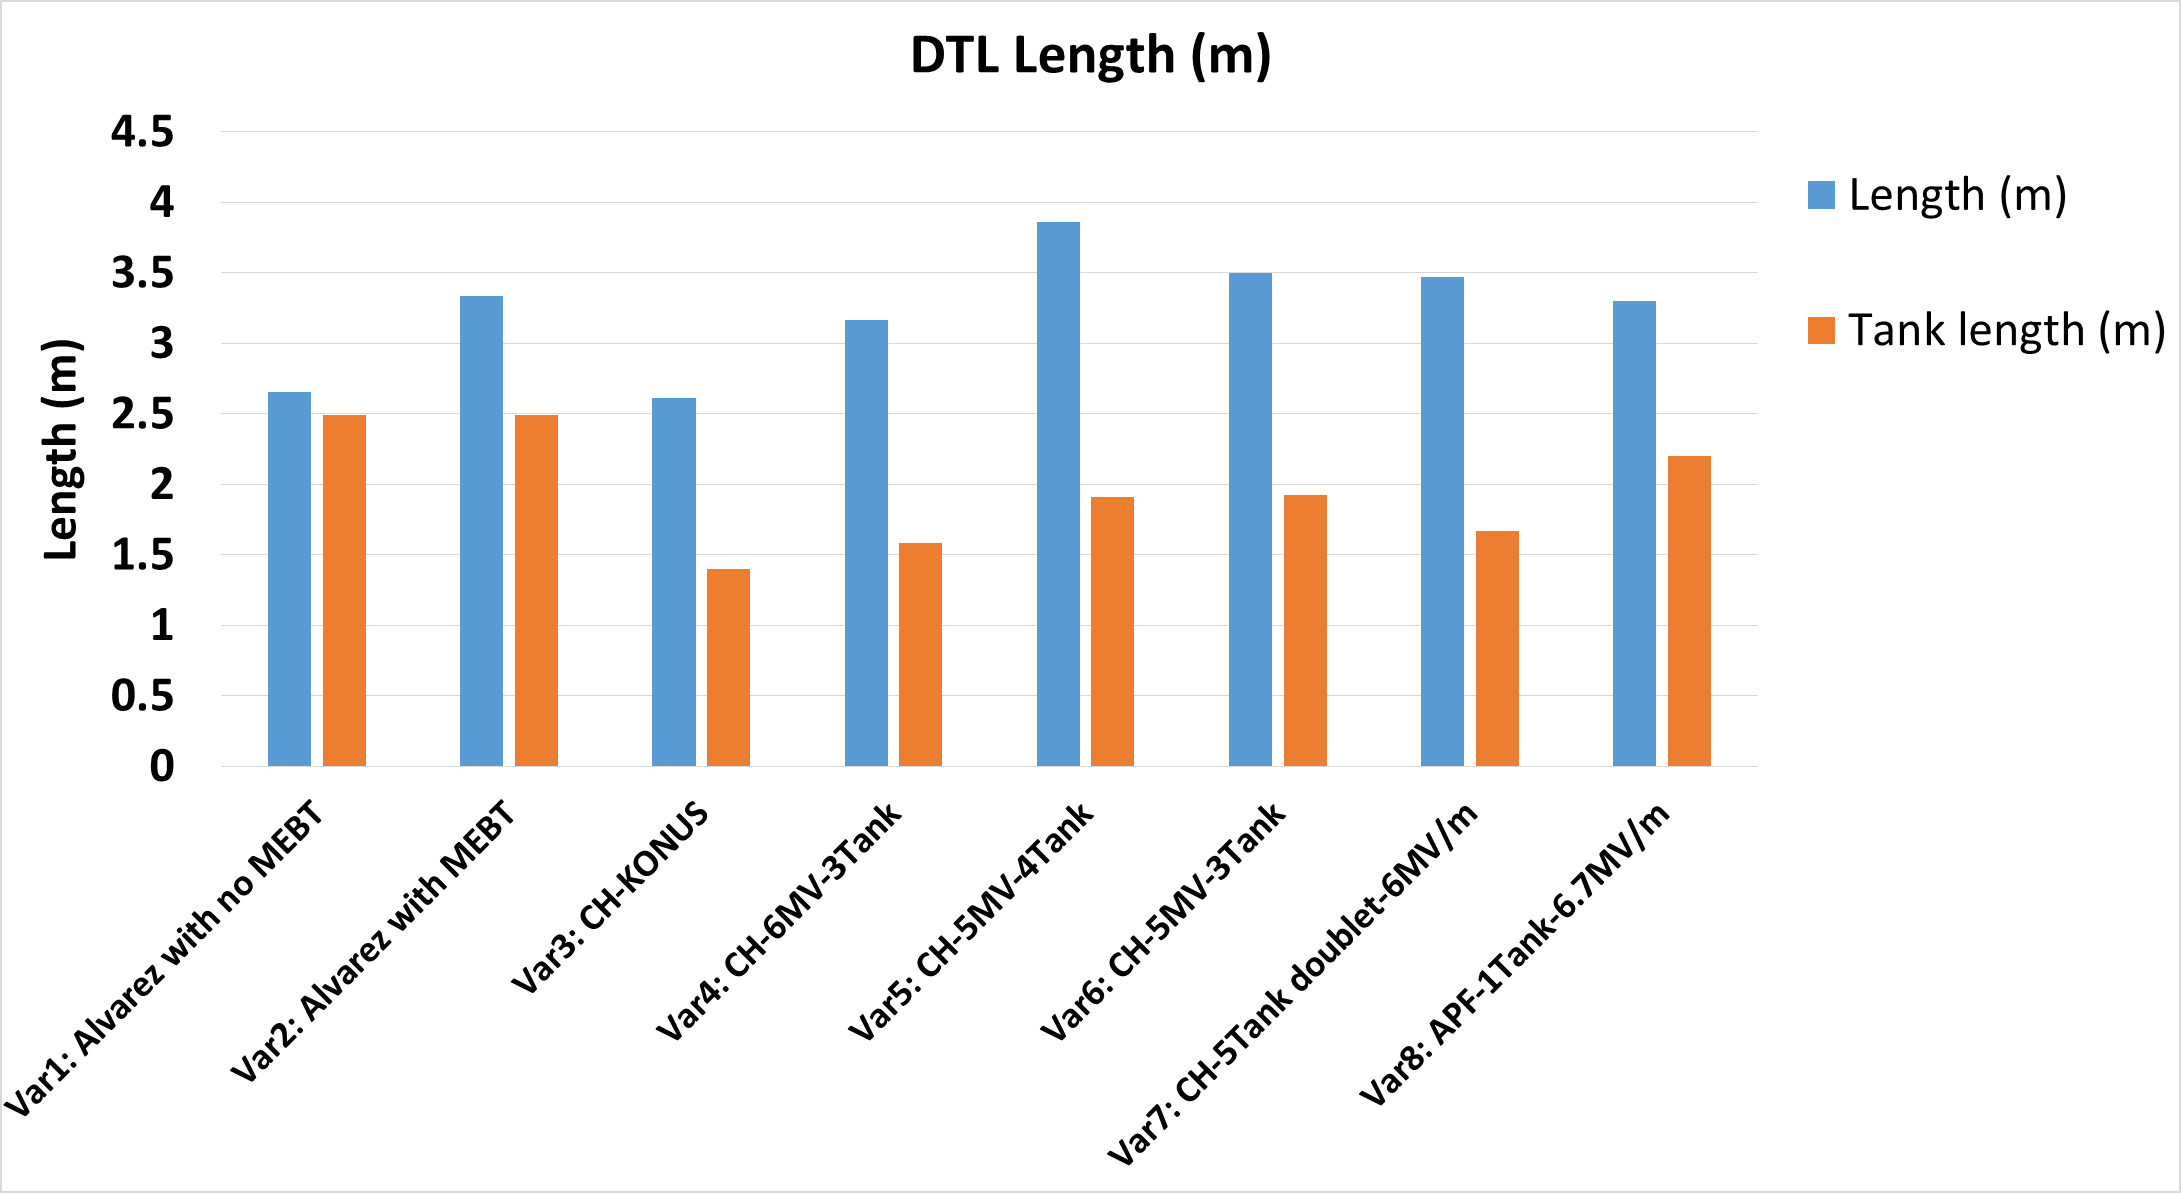 DTL Length (m)
4.5
4
3.5
3
2.5
2
1.5
1
0.5
0
Length (m)
Length (m)
Tank length (m)
Var1: Alvarez with no MEBT
Var2: Alvarez with MEBT
Var3: CH-KONUS
Var4: CH-6MV-3Tank
Var5: CH-5MV-4Tank
Var6: CH-5MV-3Tank
Var7: CH-5Tank doublet-6MV/m
Var8: APF-1Tank-6.7MV/m